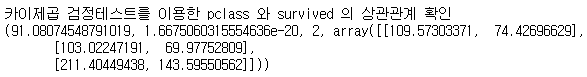 카이제곱 검정테스트를 이용한 pclass 와 survived 의 상관관계 확인
(91.08074548791019, 1.6675060315554636e-20, 2, array([[109.57303371,  74.42696629],
       [103.02247191,  69.97752809],
       [211.40449438, 143.59550562]]))